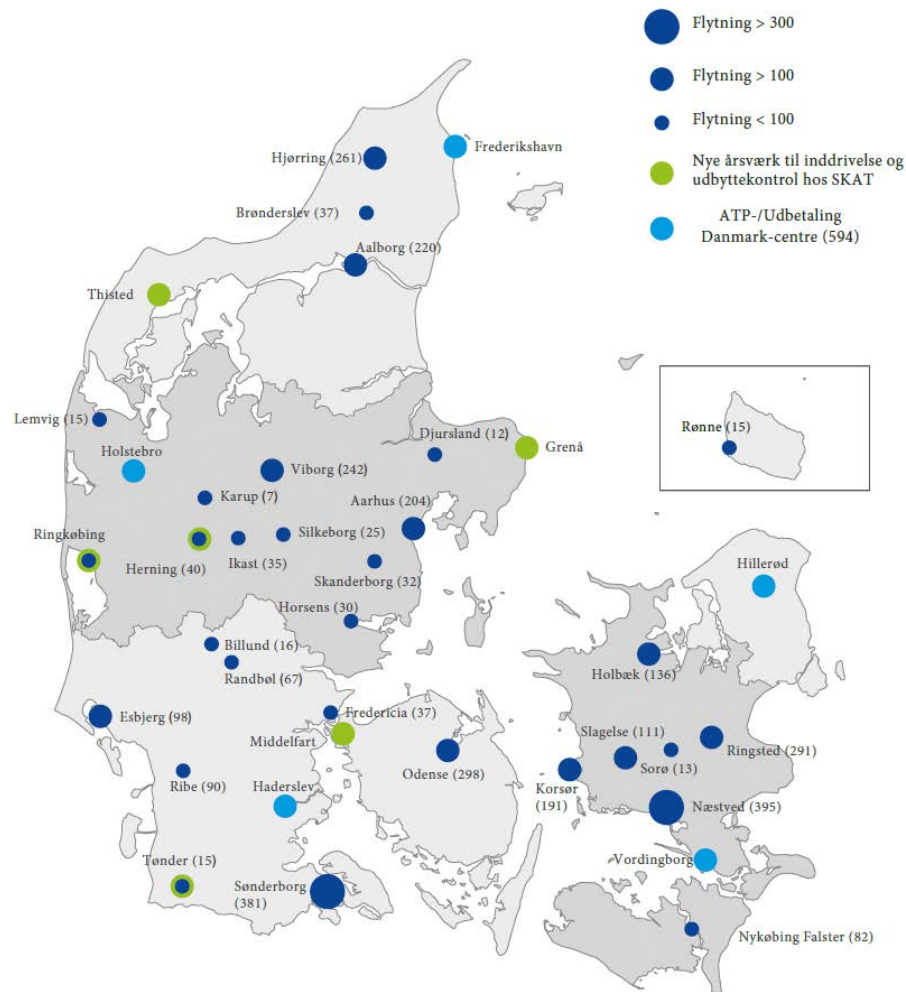 Flytning > 300
Flytning > 100
Flytning < 100
Nye årsværk til inddrivelse og
udbyttekontrol hos SKAT
ATP-/Udbetaling
Danmark-centre (594)
Frederikshavn
Hjørring (261)
Brønderslev (37)
Aalborg (220)
Thisted
Lemvig (15)
Djursland (12)
Grenå
Rønne (15)
Holstebro
Viborg (242)
Karup (7)
Aarhus (204)
Ringkøbing
Silkeborg (25)
Herning (40)
Ikast (35)
Skanderborg (32)
Hillerød
Horsens (30)
Billund (16)
Randbøl (67)
Holbæk (136)
Esbjerg (98)
Fredericia (37)
Middelfart
Slagelse (111)
Ringsted (291)
Odense (298)
Sorø (13)
Ribe (90)
Haderslev
Korsør
(191)
Næstved (395)
Tønder (15)
Vordingborg
Sønderborg
(381)
Nykøbing Falster (82)